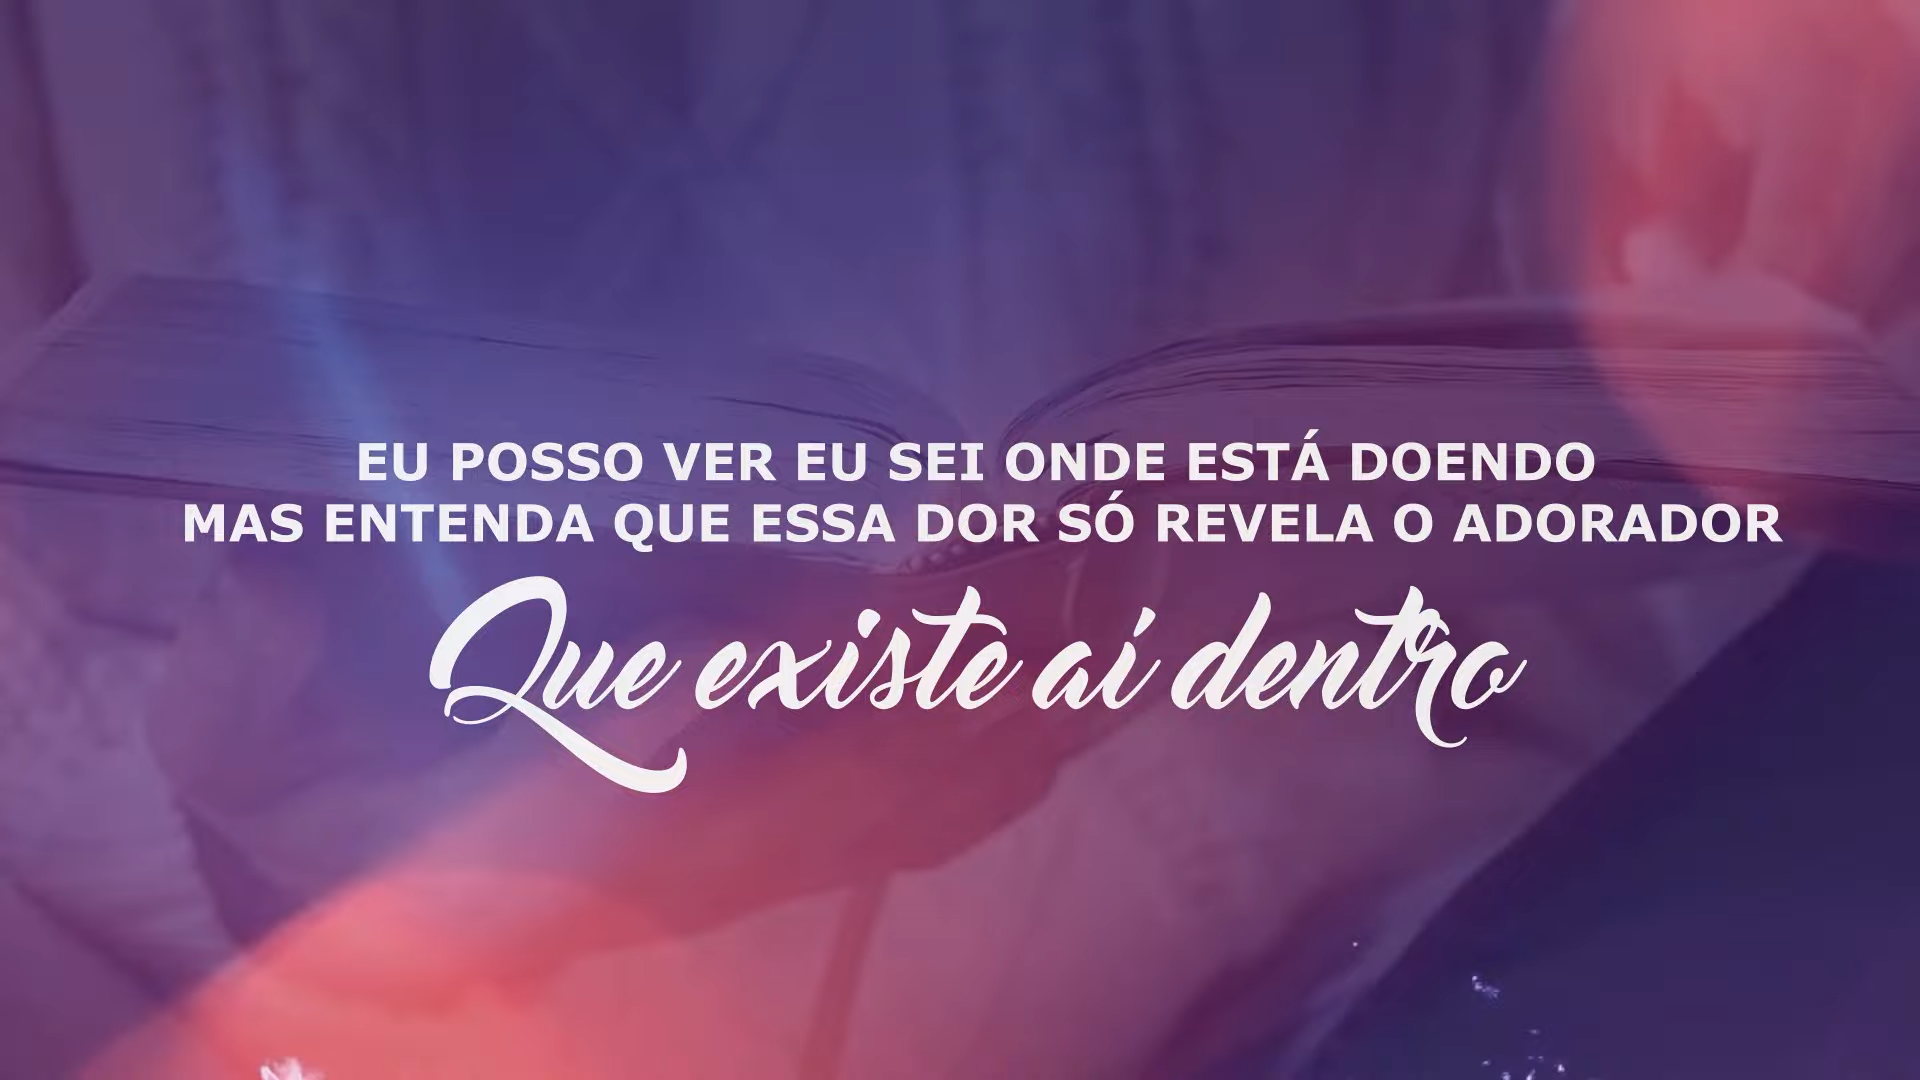 EU POSSO VER EU SEI ONDE ESTÁ DOENDO
MAS ENTENDA QUE ESSA DOR SÓ REVELA O ADORADOR
Que existe aí dentro